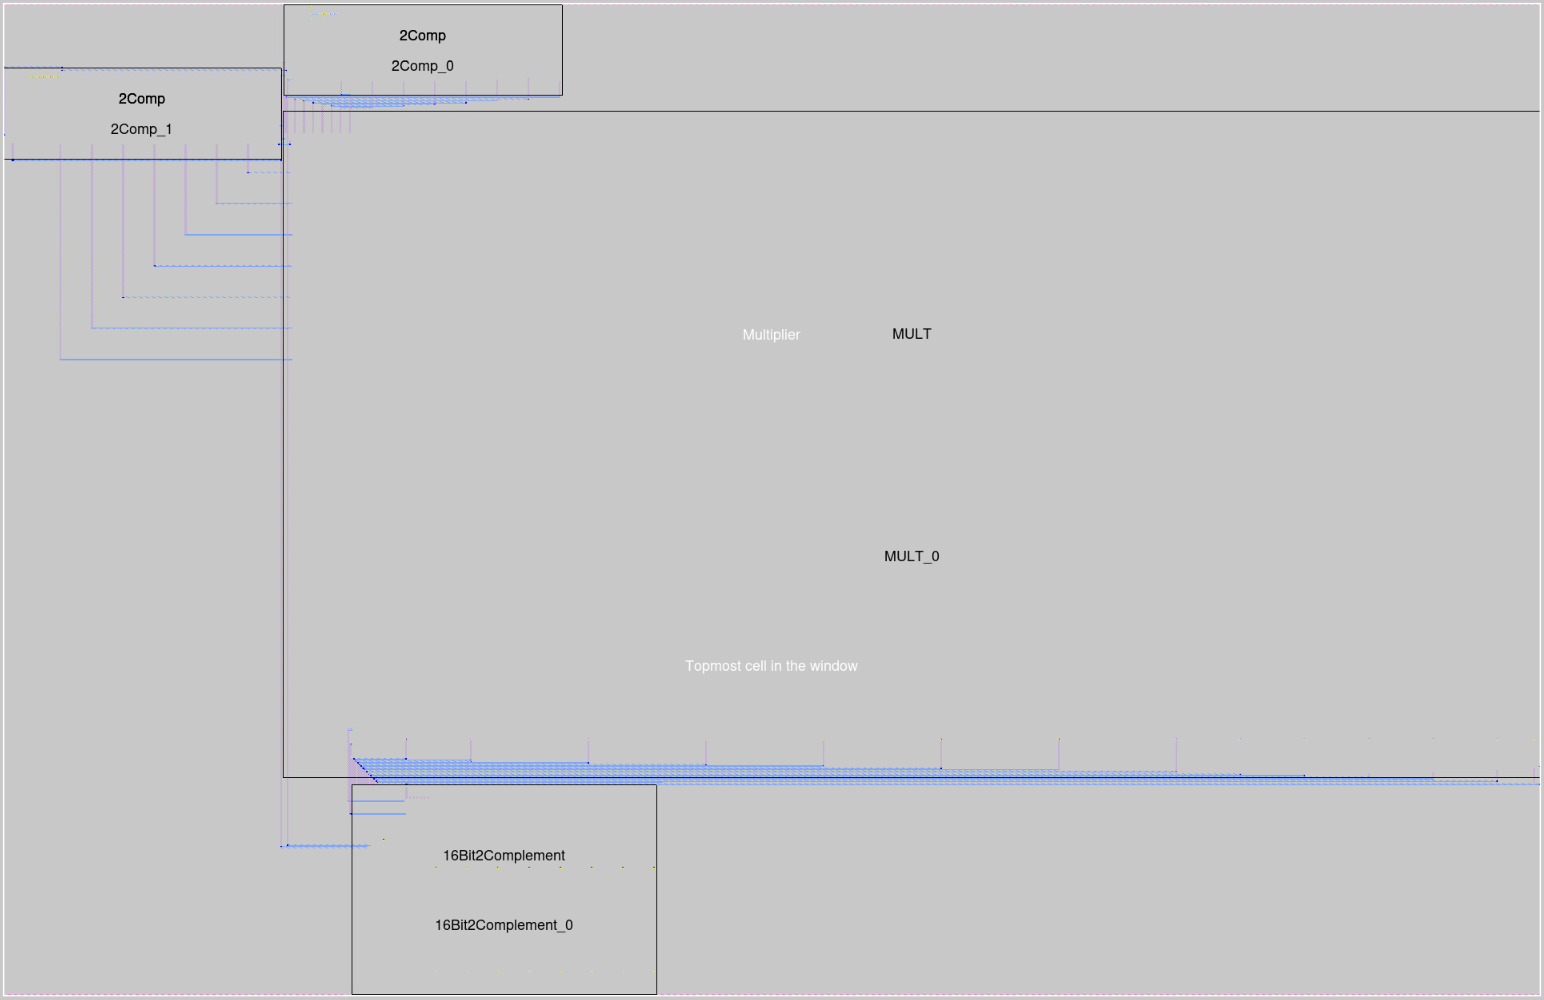 2Comp
2Comp_0
2Comp
2Comp_1
Multiplier
MULT
MULT_0
Topmost cell in the window
16Bit2Complement
16Bit2Complement_0